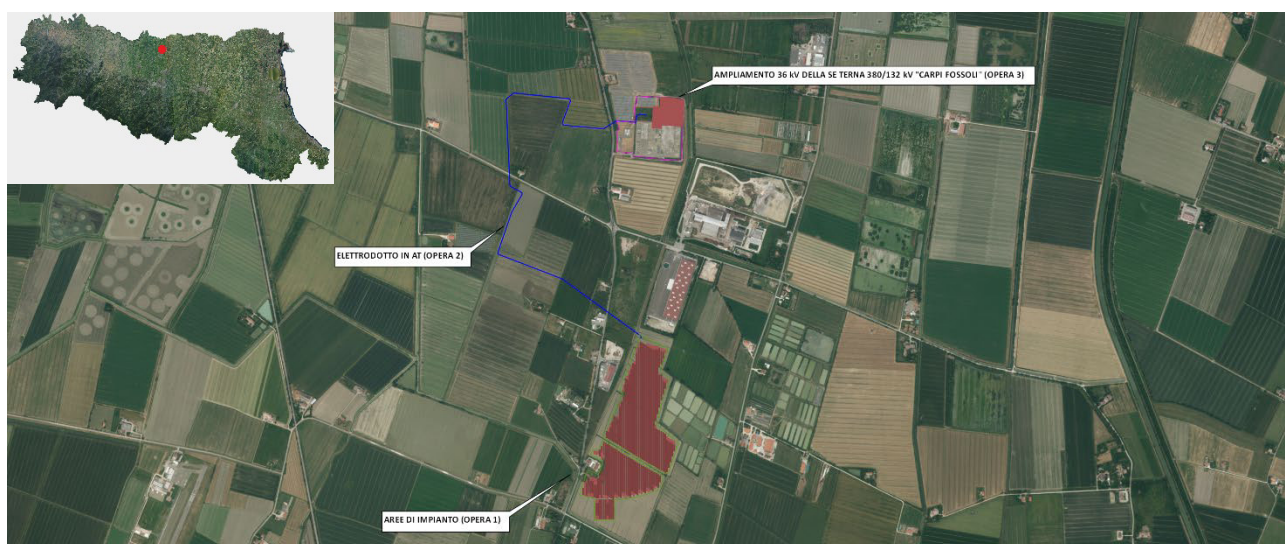 AMPLIAMENTO 36 kV DELLA SE TERNA 380/132 kV "CARPI FOSSOLI" (OPERA 3)
ELETTRODOTTO IN AT (OPERA 2)
AREE DI IMPIANTO (OPERA 1)